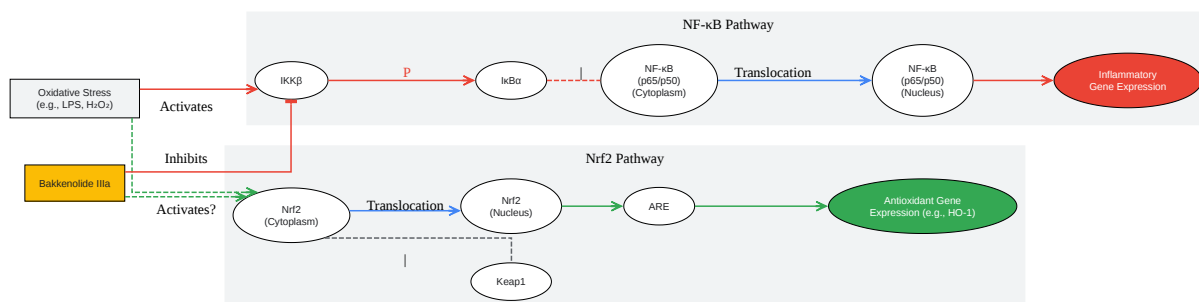 NF-κB Pathway
Oxidative Stress
(e.g., LPS, H₂O₂)
Activates
IKKβ
P
IκBα
|
NF-κB
(p65/p50)
(Cytoplasm)
Translocation
NF-κB
(p65/p50)
(Nucleus)
Inflammatory
Gene Expression
Bakkenolide IIIa
Inhibits
Activates?
Nrf2 Pathway
Nrf2
(Cytoplasm)
Translocation
Nrf2
(Nucleus)
ARE
Antioxidant Gene
Expression (e.g., HO-1)
|
Keap1